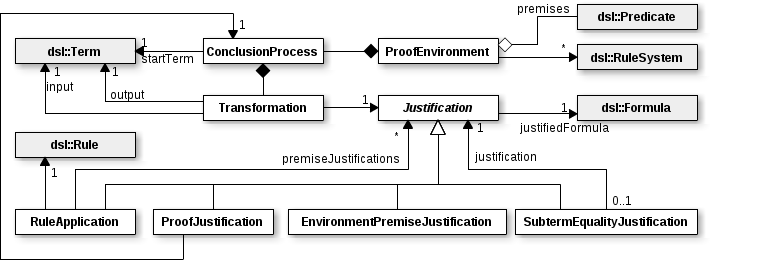 1
premises
dsl::Predicate
dsl::Term
1
startTerm
ConclusionProcess
ProofEnvironment
*
dsl::RuleSystem
1
input
1
output
Transformation
1
Justification
1
justifiedFormula
dsl::Formula
dsl::Rule
1
*
premiseJustifications
1
justification
0..1
RuleApplication
ProofJustification
EnvironmentPremiseJustification
SubtermEqualityJustification